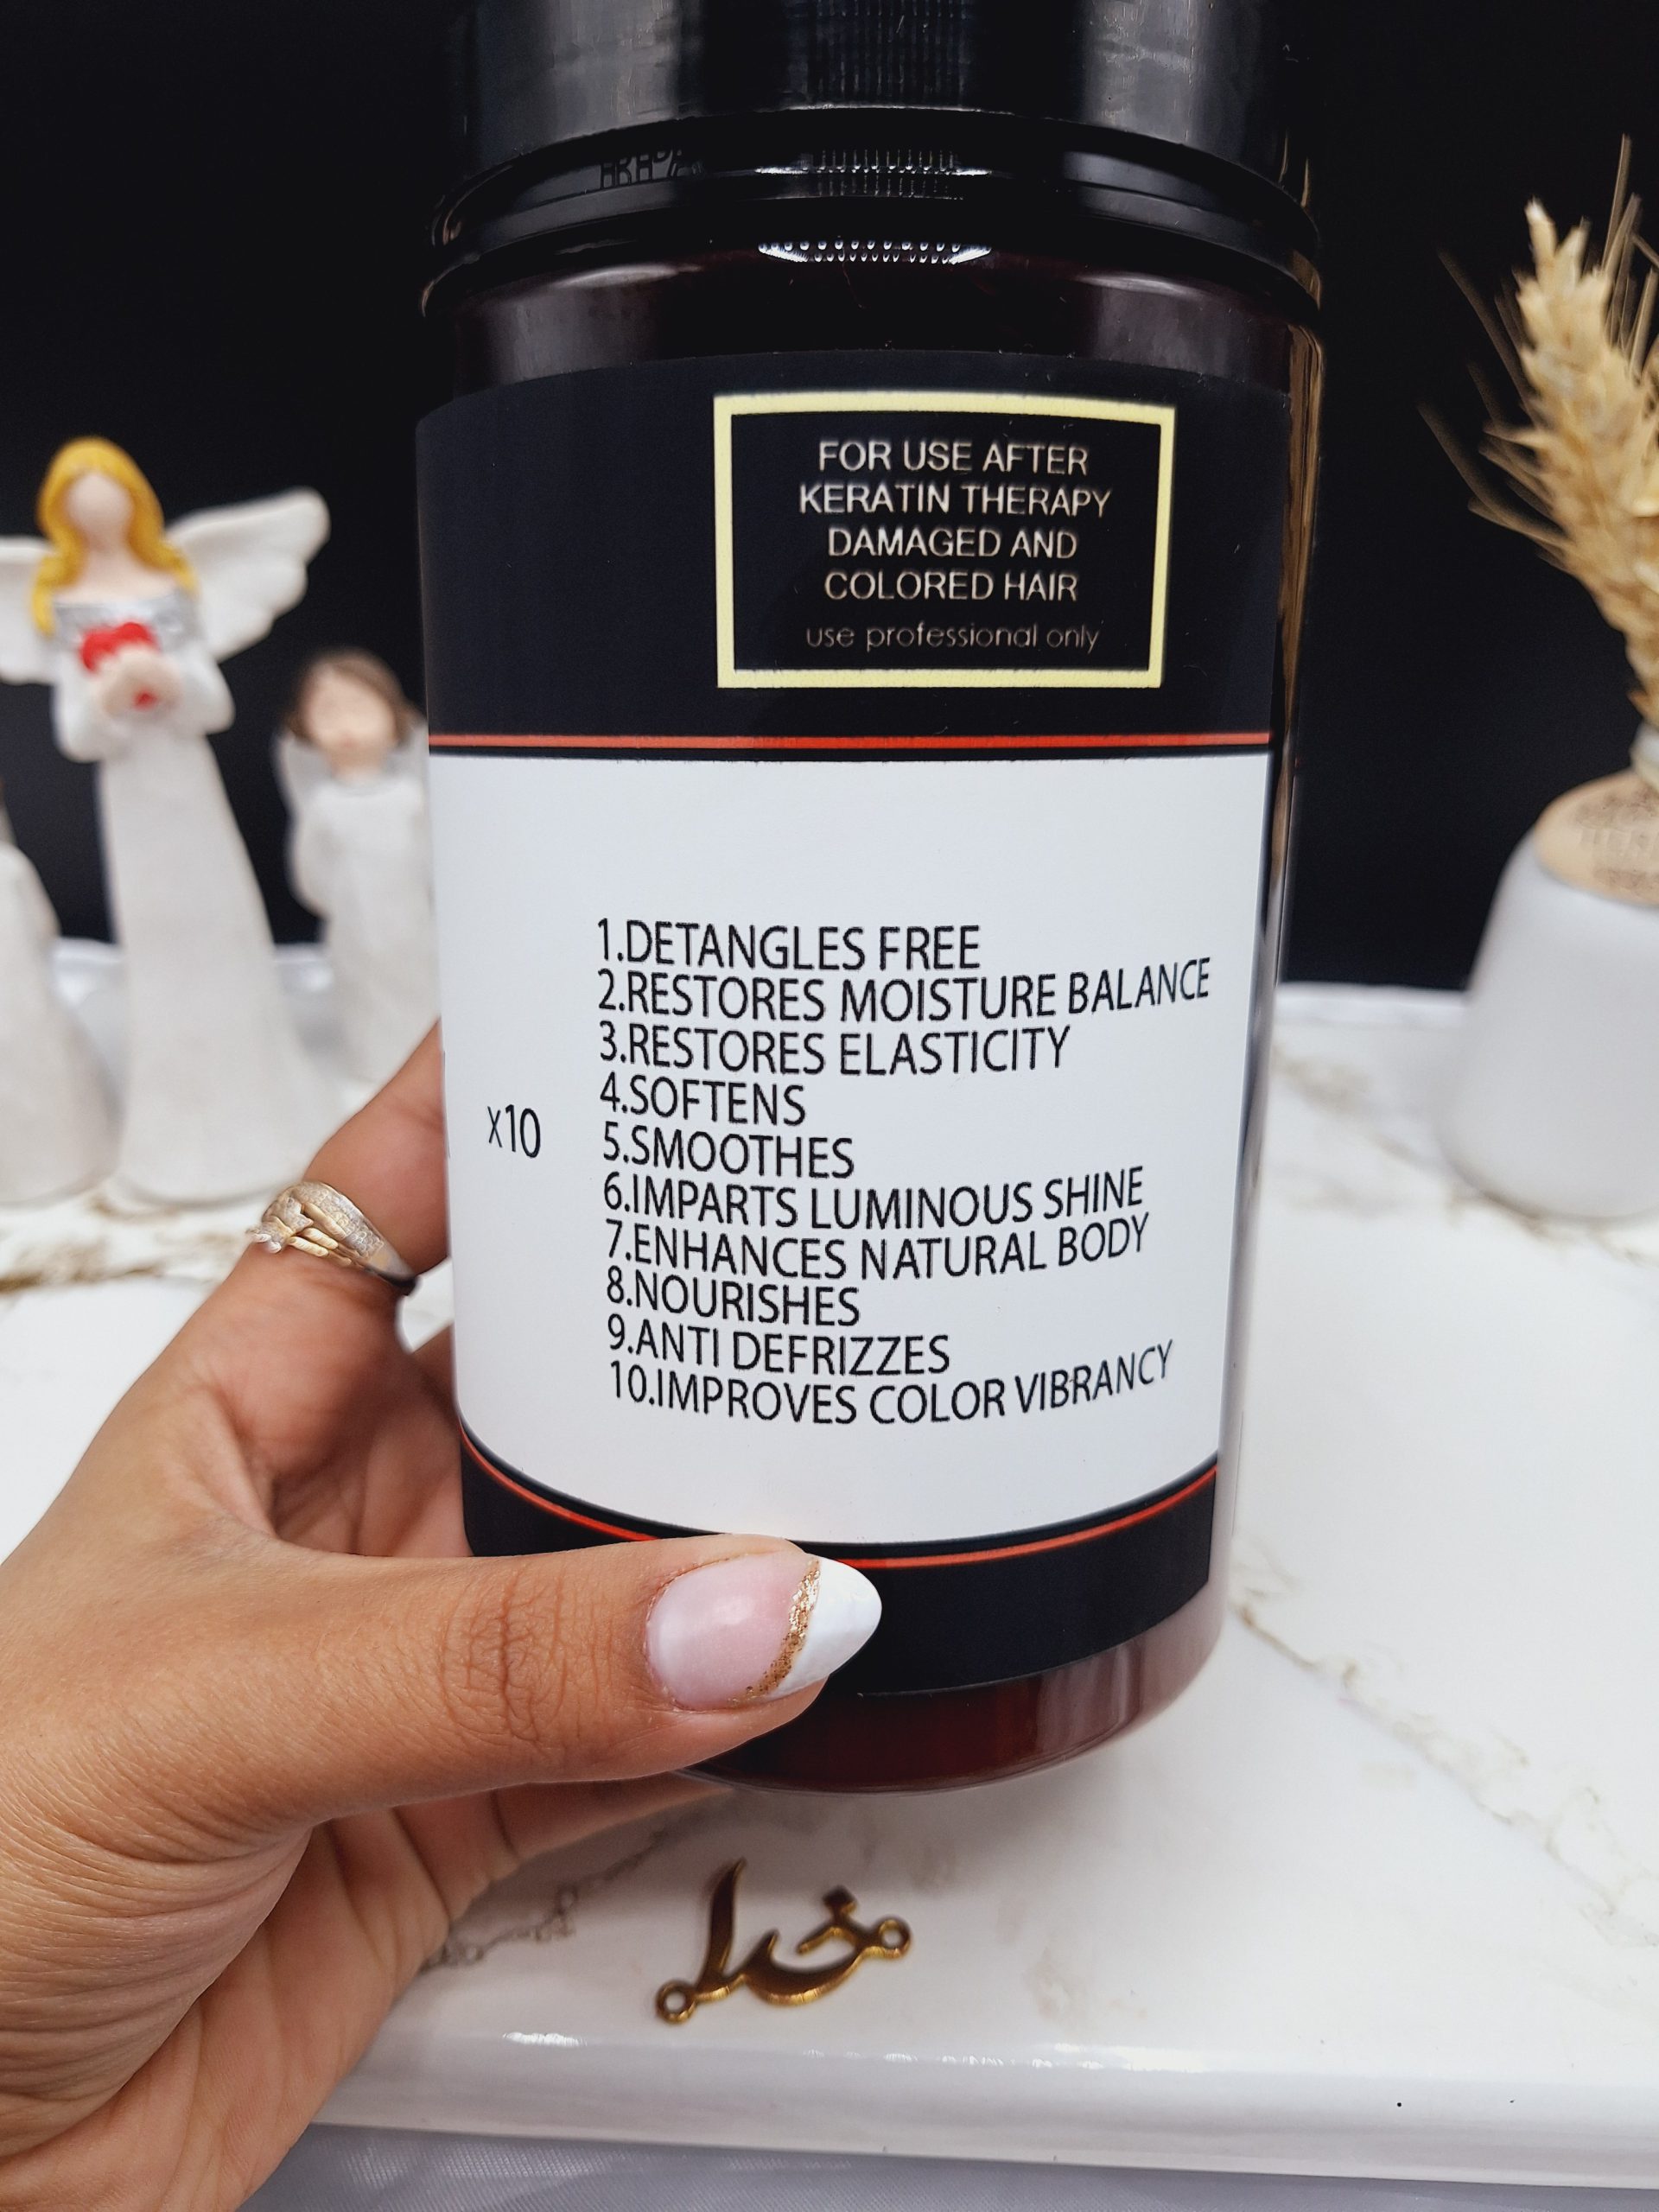 FOR USE AFTER
KERATIN THERAPY
DAMAGED AND
COLORED HAIR
use professional only
x10
1.DETANGLES FREE
2.RESTORES MOISTURE BALANCE
3.RESTORES ELASTICITY
4.SOFTENS
5.SMOOTHES
6.IMPARTS LUMINOUS SHINE
7.ENHANCES NATURAL BODY
8.NOURISHES
9.ANTI DEFRIZZES
10.IMPROVES COLOR VIBRANCY
خدا